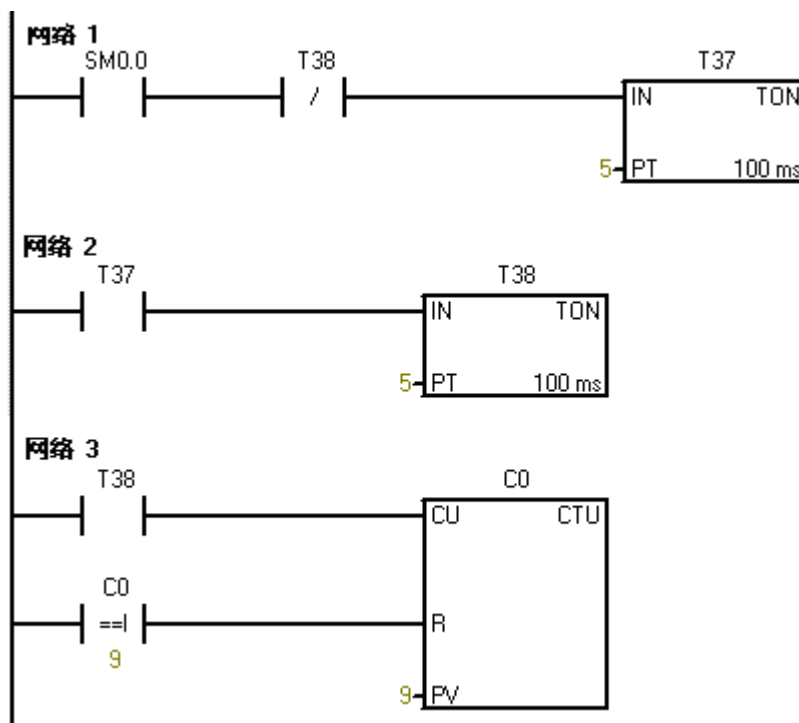 网络 1
SM0.0 T38 T37
/ IN TON
5 PT 100 ms
网络 2
T37 T38
IN TON
5 PT 100 ms
网络 3
T38 C0
CU CTU
C0
==I R
9
9 PV